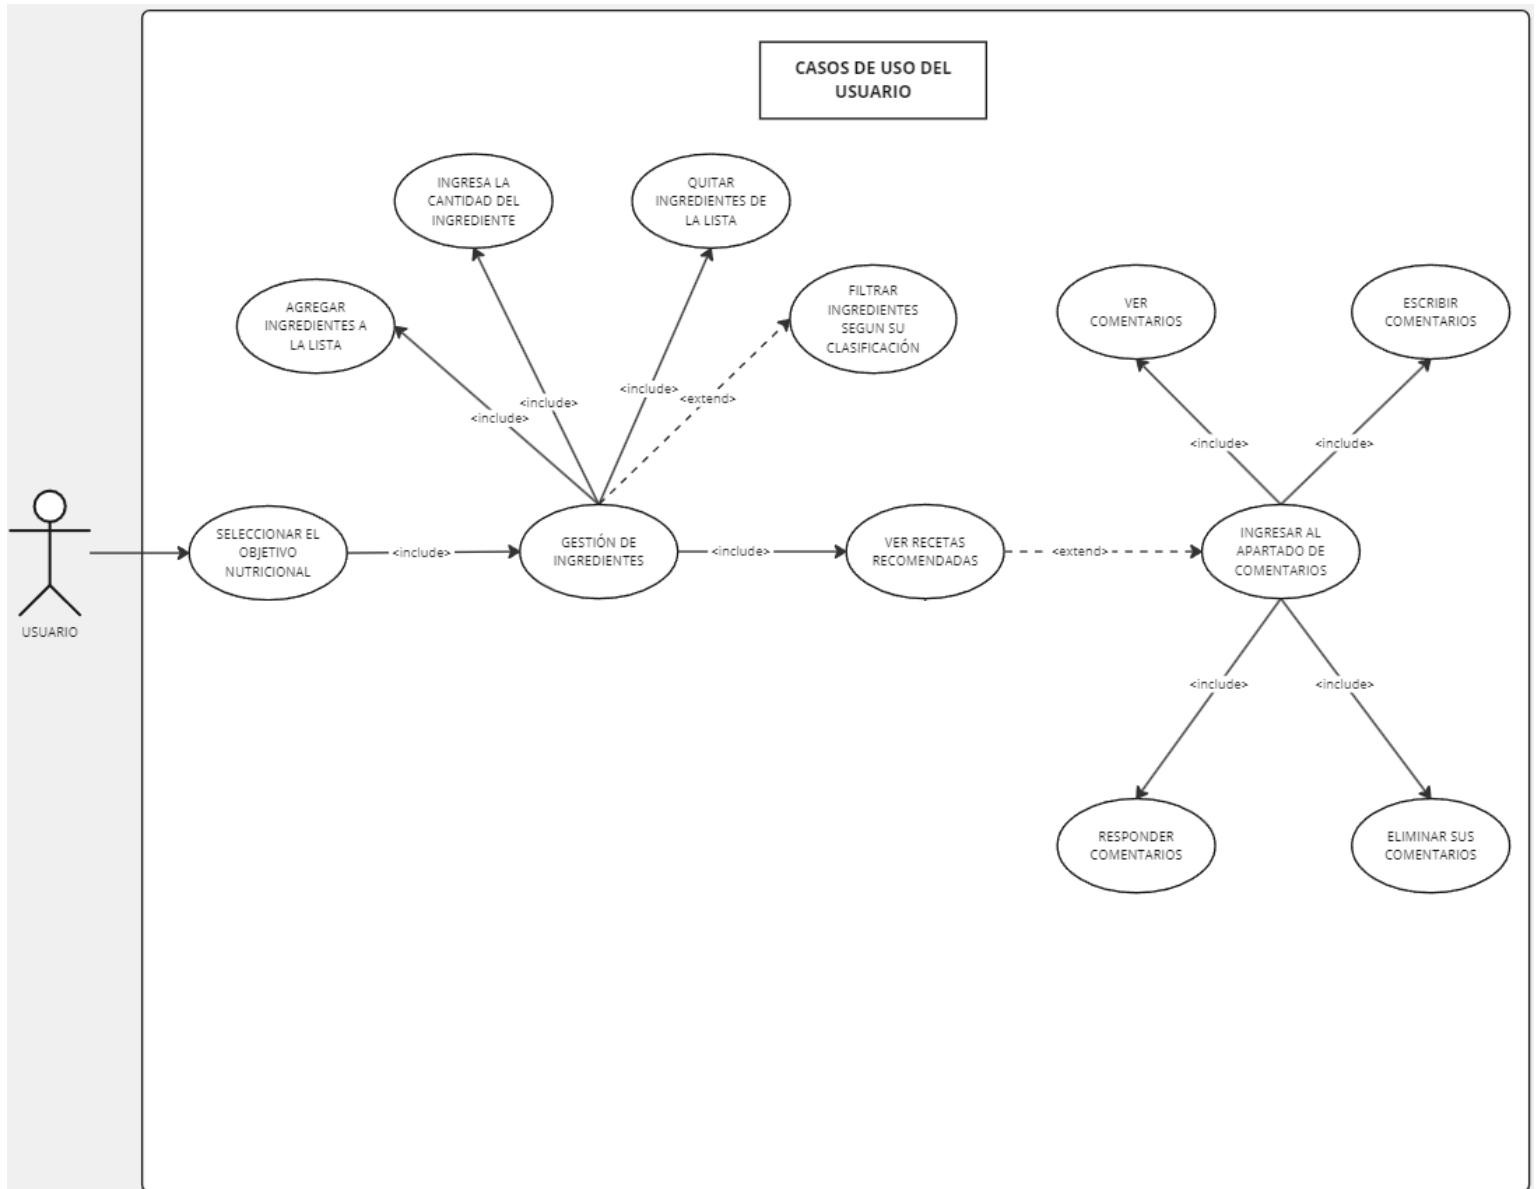 CASOS DE USO DEL
USUARIO
INGRESA LA
CANTIDAD DEL
INGREDIENTE
QUITAR
INGREDIENTES DE
LA LISTA
AGREGAR
INGREDIENTES A
LA LISTA
FILTRAR
INGREDIENTES
SEGUN SU
CLASIFICACIÓN
VER
COMENTARIOS
ESCRIBIR
COMENTARIOS
<include>
<include>
<include>
<extend>
<include>
<include>
USUARIO
SELECCIONAR EL
OBJETIVO
NUTRICIONAL
<include>
GESTIÓN DE
INGREDIENTES
<include>
VER RECETAS
RECOMENDADAS
<extend>
INGRESAR AL
APARTADO DE
COMENTARIOS
<include>
<include>
RESPONDER
COMENTARIOS
ELIMINAR SUS
COMENTARIOS